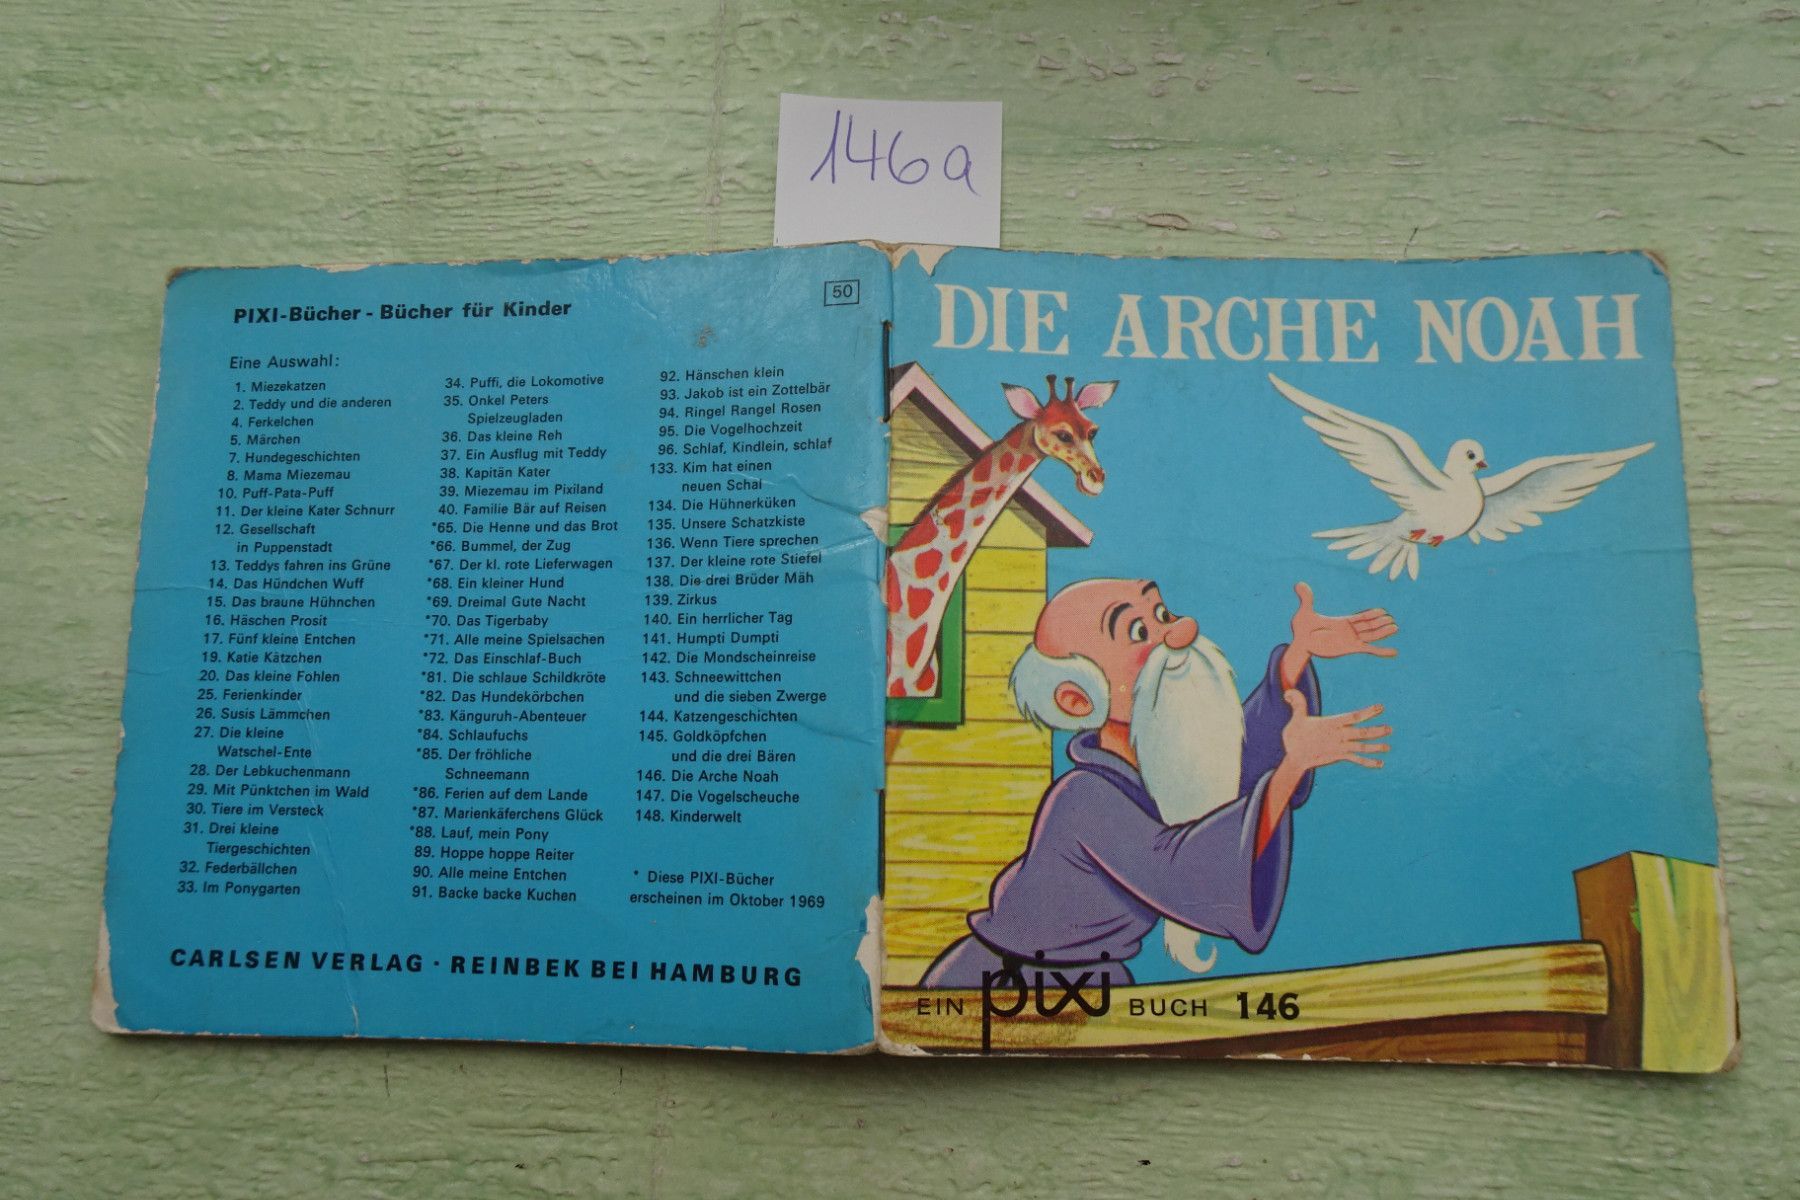 146a
PIXI-Bücher - Bücher für Kinder
50
Eine Auswahl:
1. Miezekatzen
2. Teddy und die anderen
4. Ferkelchen
5. Märchen
7. Hundegeschichten
8. Mama Miezemau
10. Puff-Pata-Puff
11. Der kleine Kater Schnurr
12. Gesellschaft
in Puppenstadt
13. Teddys fahren ins Grüne
14. Das Hündchen Wuff
15. Das braune Hühnchen
16. Häschen Prosit
17. Fünf kleine Entchen
19. Katie Kätzchen
20. Das kleine Fohlen
25. Ferienkinder
26. Susis Lämmchen
27. Die kleine
Watschel-Ente
28. Der Lebkuchenmann
29. Mit Pünktchen im Wald
30. Tiere im Versteck
31. Drei kleine
Tiergeschichten
32. Federbällchen
33. Im Ponygarten
34. Puffi, die Lokomotive
35. Onkel Peters
Spielzeugladen
36. Das kleine Reh
37. Ein Ausflug mit Teddy
38. Kapitän Kater
39. Miezemau im Pixiland
40. Familie Bär auf Reisen
*65. Die Henne und das Brot
*66. Bummel, der Zug
*67. Der kl. rote Lieferwagen
*68. Ein kleiner Hund
*69. Dreimal Gute Nacht
*70. Das Tigerbaby
*71. Alle meine Spielsachen
*72. Das Einschlaf-Buch
*81. Die schlaue Schildkröte
*82. Das Hundekörbchen
*83. Känguruh-Abenteuer
*84. Schlaufuchs
*85. Der fröhliche
Schneemann
*86. Ferien auf dem Lande
*87. Marienkäferchens Glück
*88. Lauf, mein Pony
89. Hoppe hoppe Reiter
90. Alle meine Entchen
91. Backe backe Kuchen
92. Hänschen klein
93. Jakob ist ein Zottelbär
94. Ringel Rangel Rosen
95. Die Vogelhochzeit
96. Schlaf, Kindlein, schlaf
133. Kim hat einen
neuen Schal
134. Die Hühnerküken
135. Unsere Schatzkiste
136. Wenn Tiere sprechen
137. Der kleine rote Stiefel
138. Die drei Brüder Mäh
139. Zirkus
140. Ein herrlicher Tag
141. Humpti Dumpti
142. Die Mondscheinreise
143. Schneewittchen
und die sieben Zwerge
144. Katzengeschichten
145. Goldköpfchen
und die drei Bären
146. Die Arche Noah
147. Die Vogelscheuche
148. Kinderwelt
* Diese PIXI-Bücher
erscheinen im Oktober 1969
CARLSEN VERLAG · REINBEK BEI HAMBURG
DIE ARCHE NOAH
EIN pixi BUCH 146